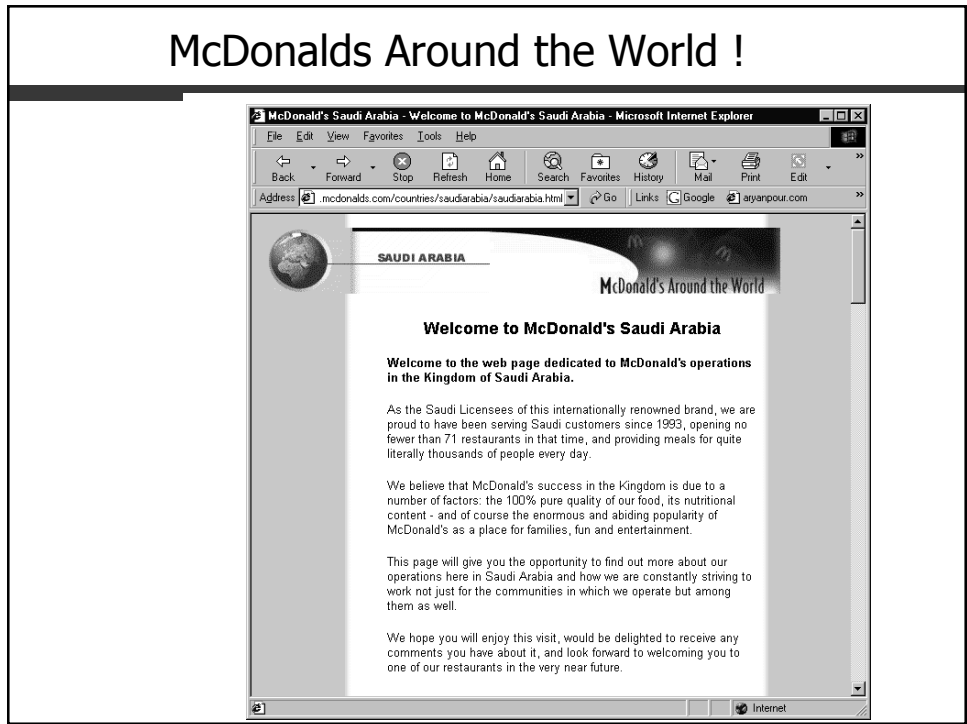 McDonalds Around the World !
McDonald's Saudi Arabia - Welcome to McDonald's Saudi Arabia - Microsoft Internet Explorer
File Edit View Favorites Tools Help
Back Forward Stop Refresh Home Search Favorites History Mail Print Edit »
Address .mcdonalds.com/countries/saudiarabia/saudiarabia.html Go Links Google aryanpour.com »
SAUDI ARABIA
McDonald's Around the World
Welcome to McDonald's Saudi Arabia
Welcome to the web page dedicated to McDonald's operations
in the Kingdom of Saudi Arabia.
As the Saudi Licensees of this internationally renowned brand, we are
proud to have been serving Saudi customers since 1993, opening no
fewer than 71 restaurants in that time, and providing meals for quite
literally thousands of people every day.
We believe that McDonald's success in the Kingdom is due to a
number of factors: the 100% pure quality of our food, its nutritional
content - and of course the enormous and abiding popularity of
McDonald's as a place for families, fun and entertainment.
This page will give you the opportunity to find out more about our
operations here in Saudi Arabia and how we are constantly striving to
work not just for the communities in which we operate but among
them as well.
We hope you will enjoy this visit, would be delighted to receive any
comments you have about it, and look forward to welcoming you to
one of our restaurants in the very near future.
Internet